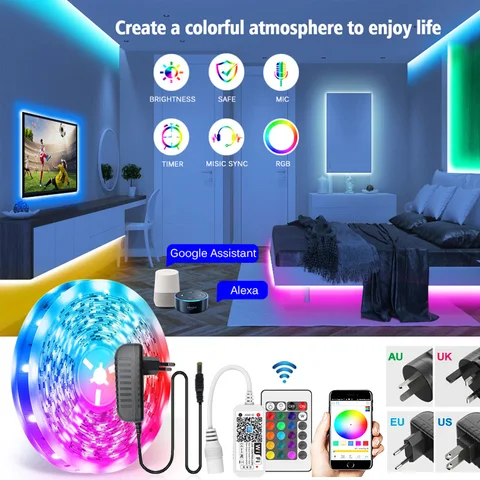 Create a colorful atmosphere to enjoy life
BRIGHTNESS
SAFE
MIC
TIMER
MISIC SYNC
RGB
Google Assistant
Alexa
AU
UK
EU
US